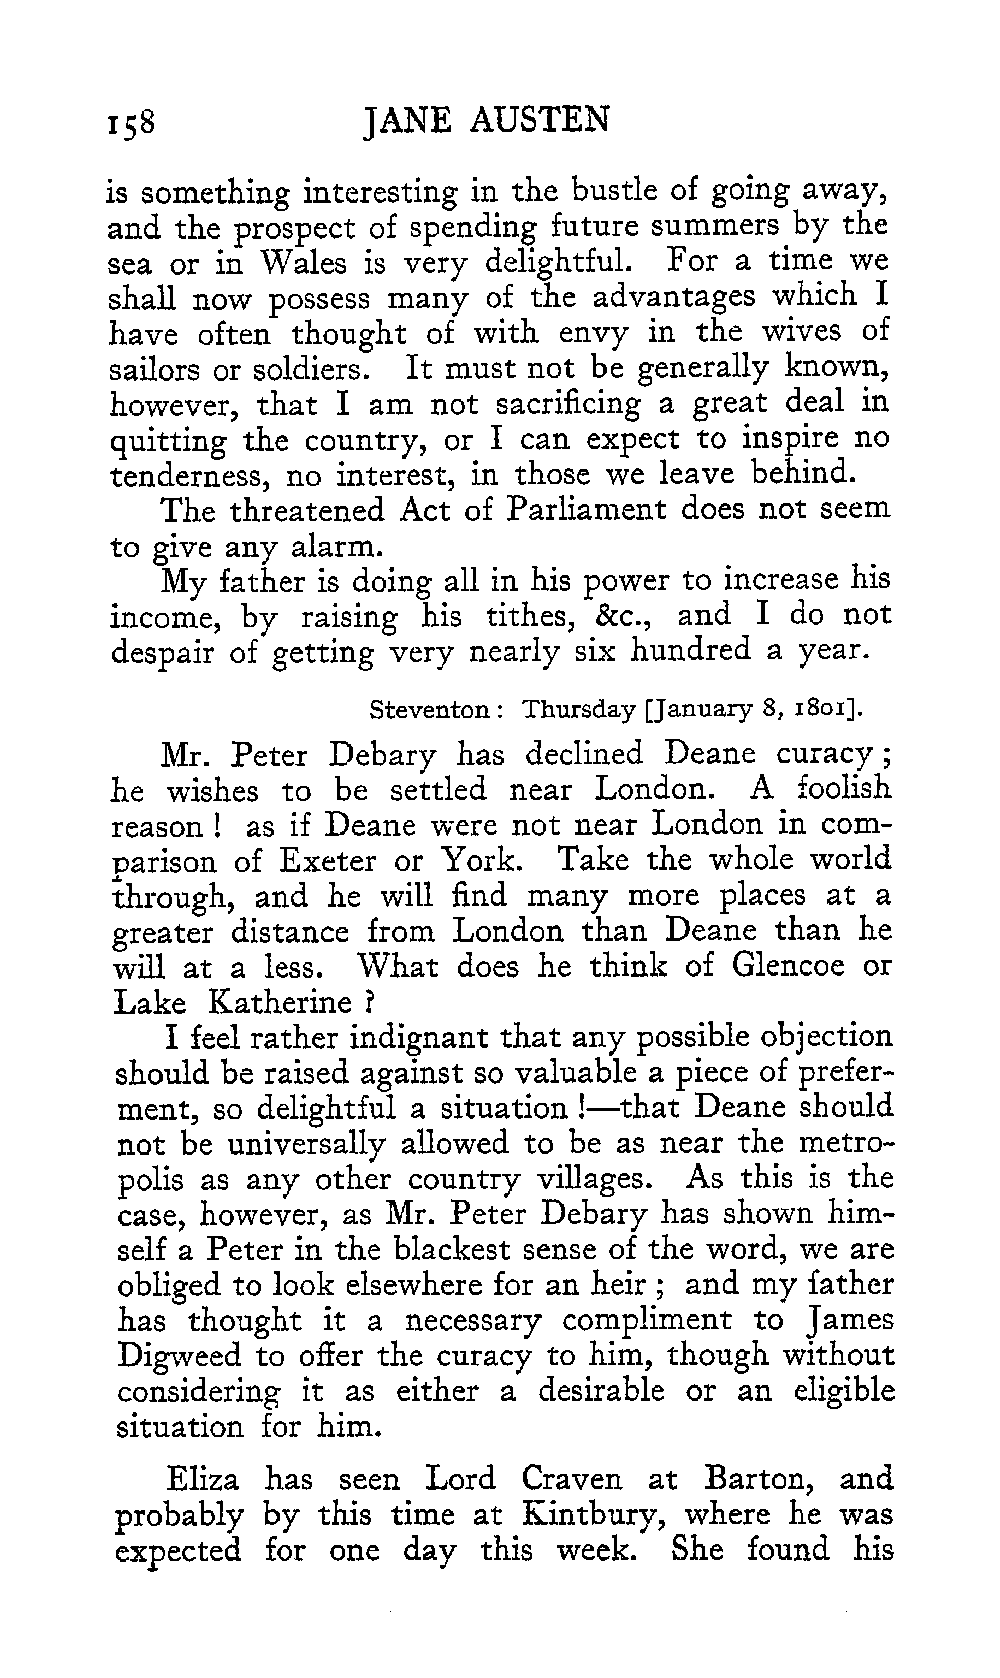 158 JANE AUSTEN
is something interesting in the bustle of going away,
and the prospect of spending future summers by the
sea or in Wales is very delightful. For a time we
shall now possess many of the advantages which I
have often thought of with envy in the wives of
sailors or soldiers. It must not be generally known,
however, that I am not sacrificing a great deal in
quitting the country, or I can expect to inspire no
tenderness, no interest, in those we leave behind.
The threatened Act of Parliament does not seem
to give any alarm.
My father is doing all in his power to increase his
income, by raising his tithes, &c., and I do not
despair of getting very nearly six hundred a year.
Steventon: Thursday [January 8, 1801].
Mr. Peter Debary has declined Deane curacy;
he wishes to be settled near London. A foolish
reason! as if Deane were not near London in com-
parison of Exeter or York. Take the whole world
through, and he will find many more places at a
greater distance from London than Deane than he
will at a less. What does he think of Glencoe or
Lake Katherine?
I feel rather indignant that any possible objection
should be raised against so valuable a piece of prefer-
ment, so delightful a situation!—that Deane should
not be universally allowed to be as near the metro-
polis as any other country villages. As this is the
case, however, as Mr. Peter Debary has shown him-
self a Peter in the blackest sense of the word, we are
obliged to look elsewhere for an heir; and my father
has thought it a necessary compliment to James
Digweed to offer the curacy to him, though without
considering it as either a desirable or an eligible
situation for him.
Eliza has seen Lord Craven at Barton, and
probably by this time at Kintbury, where he was
expected for one day this week. She found his